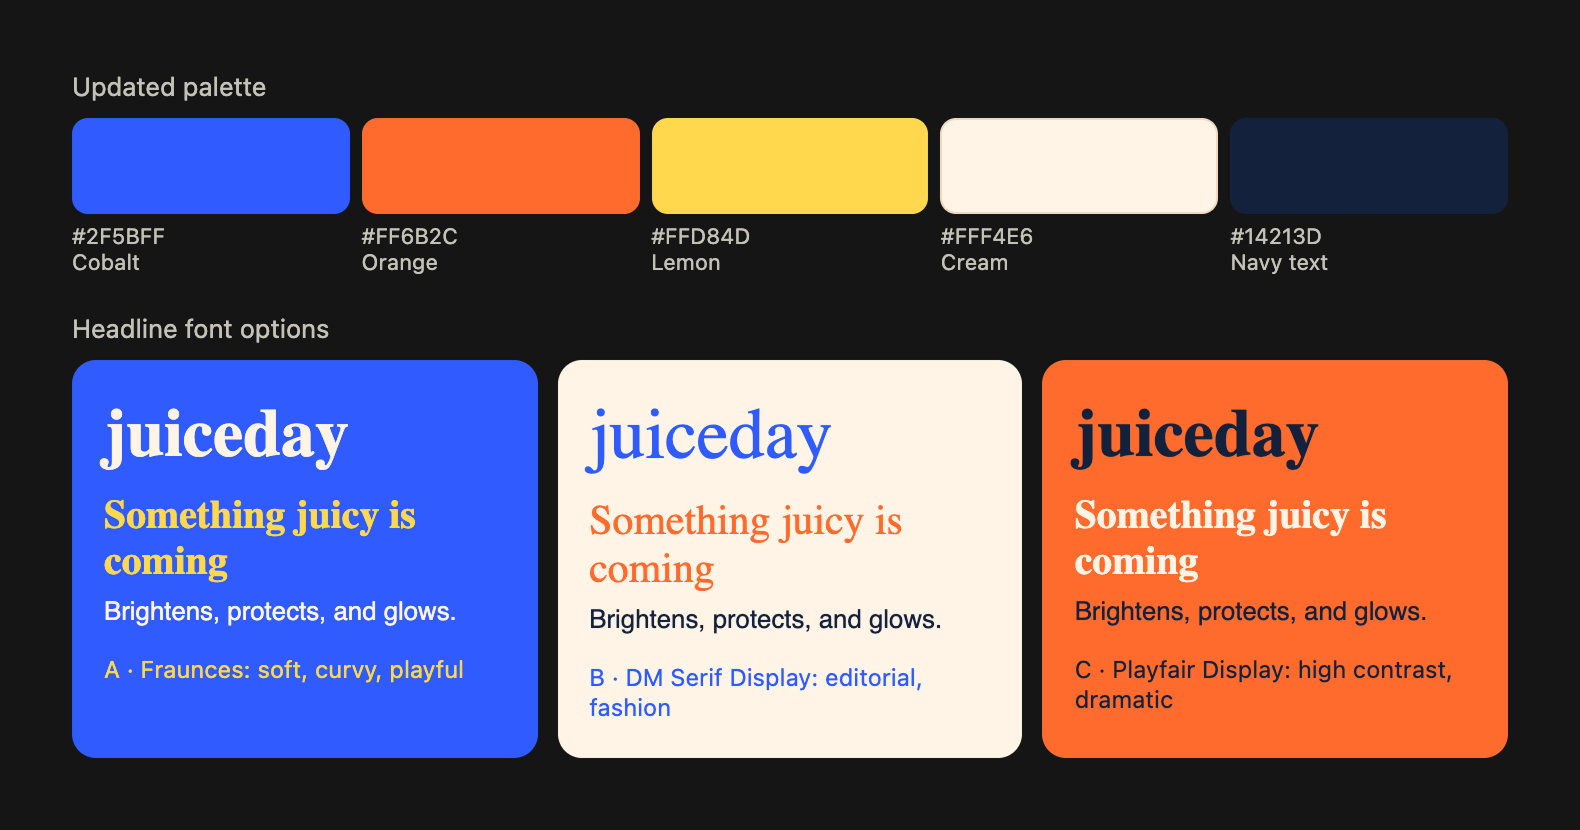 Updated palette
#2F5BFF
Cobalt
#FF6B2C
Orange
#FFD84D
Lemon
#FFF4E6
Cream
#14213D
Navy text
Headline font options
juiceday
Something juicy is
coming
Brightens, protects, and glows.
A · Fraunces: soft, curvy, playful
juiceday
Something juicy is
coming
Brightens, protects, and glows.
B · DM Serif Display: editorial,
fashion
juiceday
Something juicy is
coming
Brightens, protects, and glows.
C · Playfair Display: high contrast,
dramatic